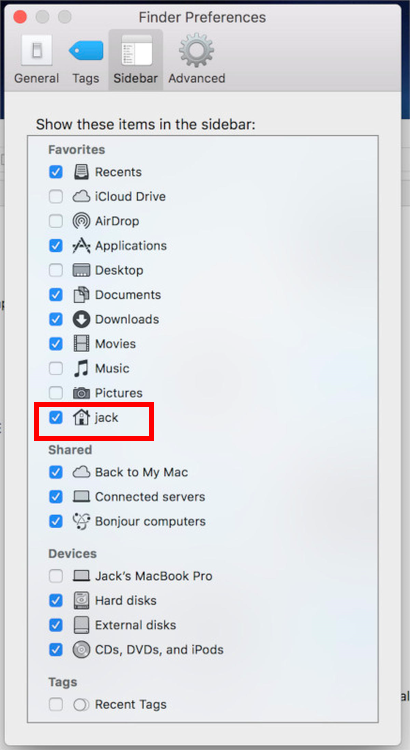 Finder Preferences
General Tags Sidebar Advanced
Show these items in the sidebar:
Favorites
Recents
iCloud Drive
AirDrop
Applications
Desktop
Documents
Downloads
Movies
Music
Pictures
jack
Shared
Back to My Mac
Connected servers
Bonjour computers
Devices
Jack's MacBook Pro
Hard disks
External disks
CDs, DVDs, and iPods
Tags
Recent Tags